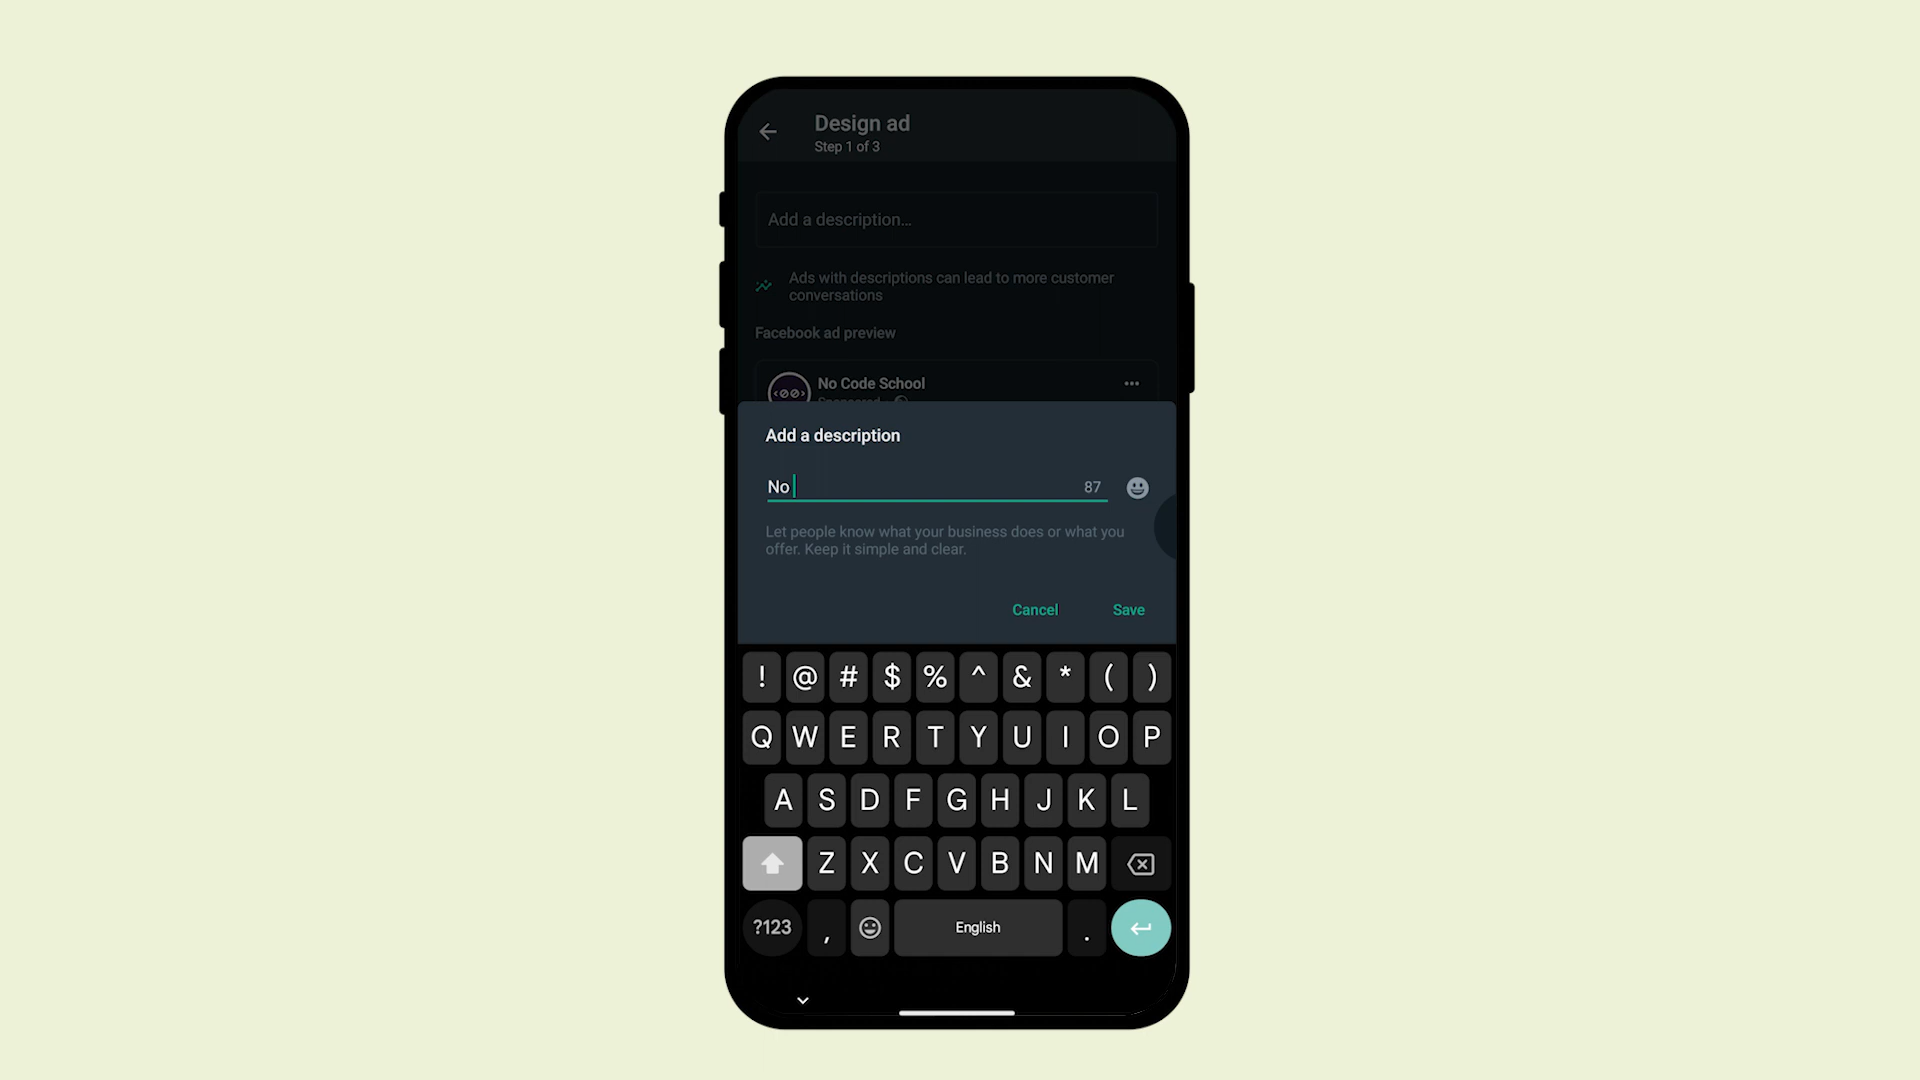 Design ad
Step 1 of 3
Add a description...
Ads with descriptions can lead to more customer
conversations
Facebook ad preview
<00>
No Code School
Sponsored
Add a description
No
87
Let people know what your business does or what you
offer. Keep it simple and clear.
Cancel Save
! @ # $ % ^ & * ( )
Q W E R T Y U I O P
A S D F G H J K L
Z X C V B N M
?123 , English .